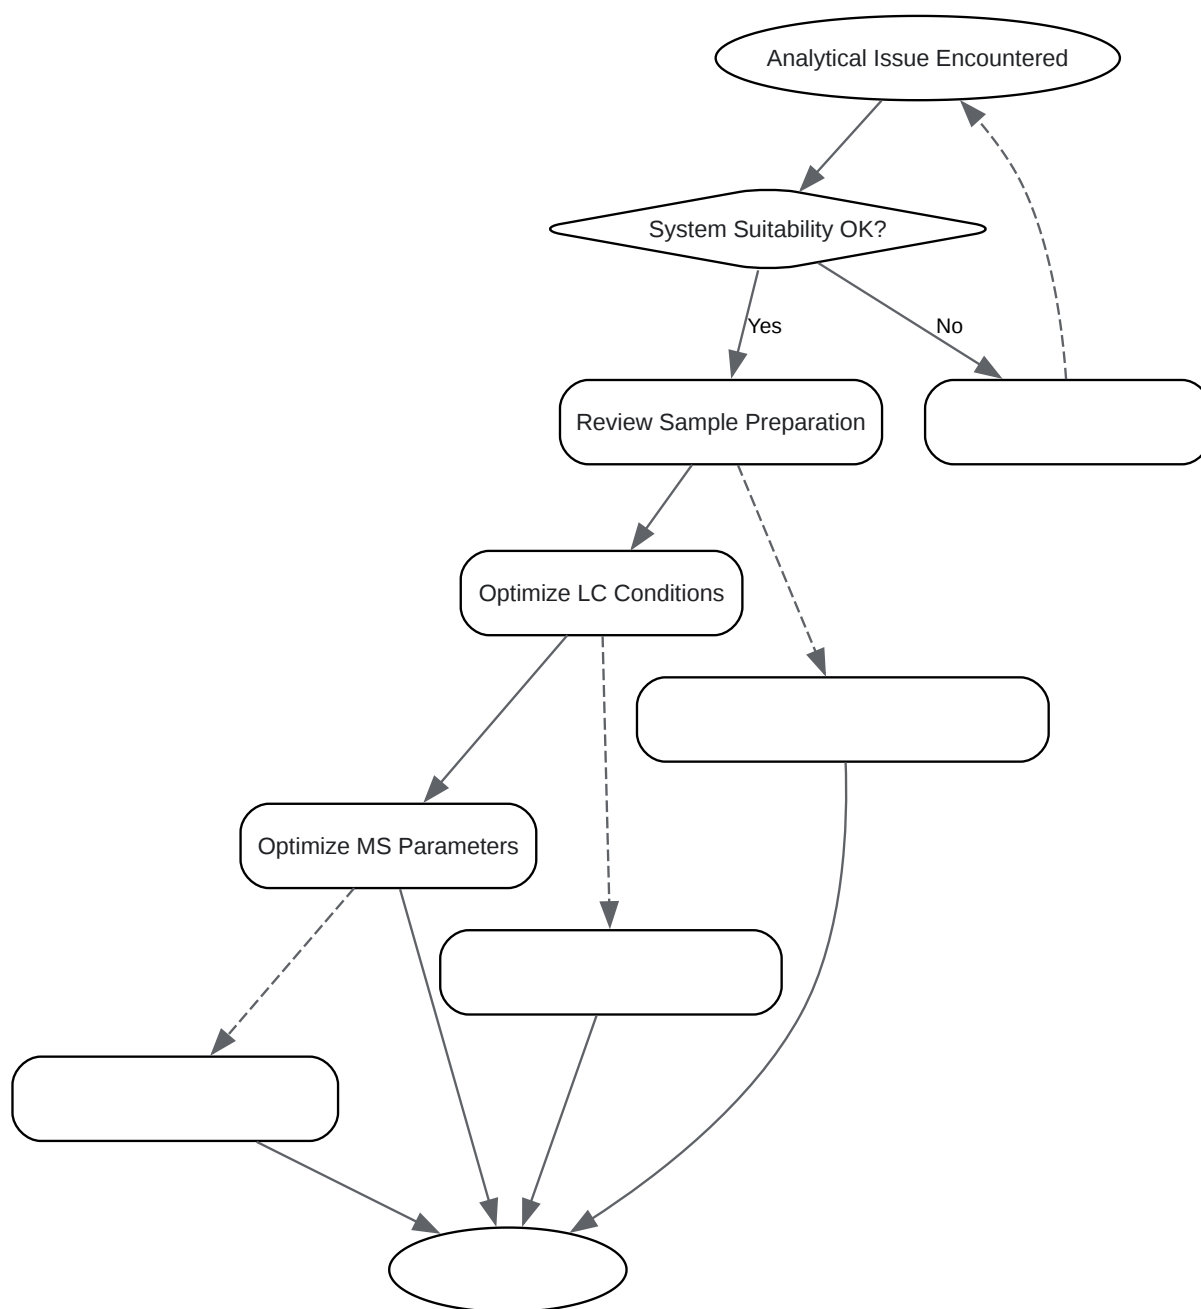 Analytical Issue Encountered
System Suitability OK?
Yes
No
Review Sample Preparation
Optimize LC Conditions
Optimize MS Parameters